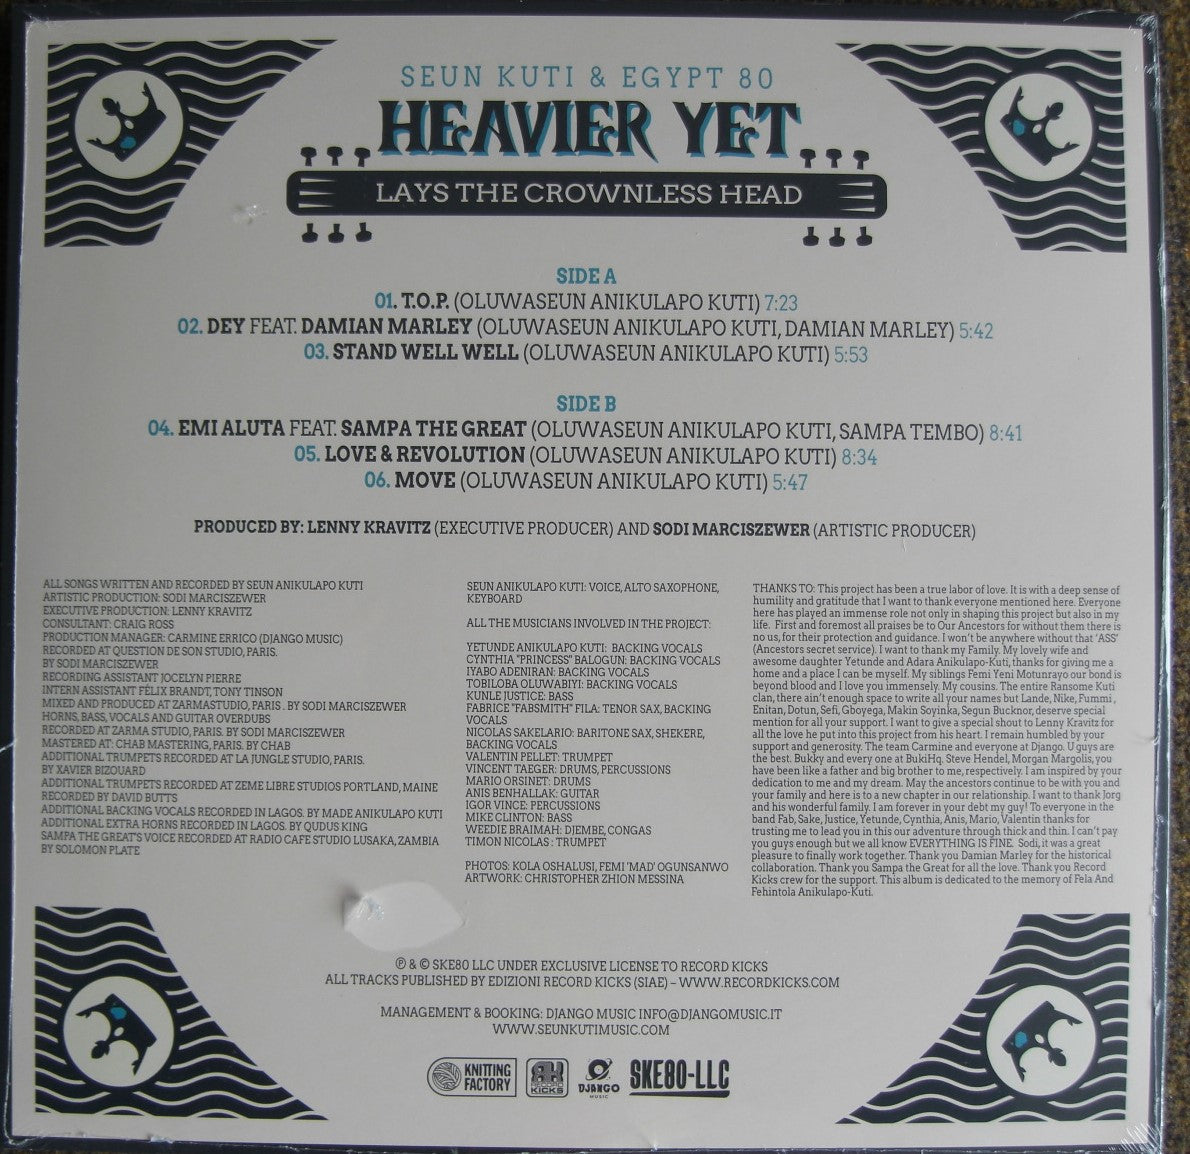 SEUN KUTI & EGYPT 80
HEAVIER YET
LAYS THE CROWNLESS HEAD
SIDE A
01. T.O.P. (OLUWASEUN ANIKULAPO KUTI) 7:23
02. DEY FEAT. DAMIAN MARLEY (OLUWASEUN ANIKULAPO KUTI, DAMIAN MARLEY) 5:42
03. STAND WELL WELL (OLUWASEUN ANIKULAPO KUTI) 5:53
SIDE B
04. EMI ALUTA FEAT. SAMPA THE GREAT (OLUWASEUN ANIKULAPO KUTI, SAMPA TEMBO) 8:41
05. LOVE & REVOLUTION (OLUWASEUN ANIKULAPO KUTI) 8:34
06. MOVE (OLUWASEUN ANIKULAPO KUTI) 5:47
PRODUCED BY: LENNY KRAVITZ (EXECUTIVE PRODUCER) AND SODI MARCISZEWER (ARTISTIC PRODUCER)
ALL SONGS WRITTEN AND RECORDED BY SEUN ANIKULAPO KUTI
ARTISTIC PRODUCTION: SODI MARCISZEWER
EXECUTIVE PRODUCTION: LENNY KRAVITZ
CONSULTANT: CRAIG ROSS
PRODUCTION MANAGER: CARMINE ERRICO (DJANGO MUSIC)
RECORDED AT QUESTION DE SON STUDIO, PARIS.
BY SODI MARCISZEWER
RECORDING ASSISTANT JOCELYN PIERRE
INTERN ASSISTANT FÉLIX BRANDT, TONY TINSON
MIXED AND PRODUCED AT ZARMASTUDIO, PARIS . BY SODI MARCISZEWER
HORNS, BASS, VOCALS AND GUITAR OVERDUBS
RECORDED AT ZARMA STUDIO, PARIS. BY SODI MARCISZEWER
MASTERED AT: CHAB MASTERING, PARIS. BY CHAB
ADDITIONAL TRUMPETS RECORDED AT LA JUNGLE STUDIO, PARIS.
BY XAVIER BIZOUARD
ADDITIONAL TRUMPETS RECORDED AT ZEME LIBRE STUDIOS PORTLAND, MAINE
RECORDED BY DAVID BUTTS
ADDITIONAL BACKING VOCALS RECORDED IN LAGOS. BY MADE ANIKULAPO KUTI
ADDITIONAL EXTRA HORNS RECORDED IN LAGOS. BY QUDUS KING
SAMPA THE GREAT'S VOICE RECORDED AT RADIO CAFE STUDIO LUSAKA, ZAMBIA
BY SOLOMON PLATE
SEUN ANIKULAPO KUTI: VOICE, ALTO SAXOPHONE,
KEYBOARD
ALL THE MUSICIANS INVOLVED IN THE PROJECT:
YETUNDE ANIKULAPO KUTI: BACKING VOCALS
CYNTHIA "PRINCESS" BALOGUN: BACKING VOCALS
IYABO ADENIRAN: BACKING VOCALS
TOBILOBA OLUWABIYI: BACKING VOCALS
KUNLE JUSTICE: BASS
FABRICE "FABSMITH" FILA: TENOR SAX, BACKING
VOCALS
NICOLAS SAKELARIO: BARITONE SAX, SHEKERE,
BACKING VOCALS
VALENTIN PELLET: TRUMPET
VINCENT TAEGER: DRUMS, PERCUSSIONS
MARIO ORSINET: DRUMS
ANIS BENHALLAK: GUITAR
IGOR VINCE: PERCUSSIONS
MIKE CLINTON: BASS
WEEDIE BRAIMAH: DJEMBE, CONGAS
TIMON NICOLAS : TRUMPET
PHOTOS: KOLA OSHALUSI, FEMI 'MAD' OGUNSANWO
ARTWORK: CHRISTOPHER ZHION MESSINA
THANKS TO: This project has been a true labor of love. It is with a deep sense of
humility and gratitude that I want to thank everyone mentioned here. Everyone
here has played an immense role not only in shaping this project but also in my
life. First and foremost all praises be to Our Ancestors for without them there is
no us, for their protection and guidance. I won't be anywhere without that 'ASS'
(Ancestors secret service). I want to thank my Family. My lovely wife and
awesome daughter Yetunde and Adara Anikulapo-Kuti, thanks for giving me a
home and a place I can be myself. My siblings Femi Yeni Motunrayo our bond is
beyond blood and I love you immensely. My cousins. The entire Ransome Kuti
clan, there ain't enough space to write all your names but Lande, Nike, Fummi ,
Enitan, Dotun, Sefi, Gboyega, Makin Soyinka, Segun Bucknor, deserve special
mention for all your support. I want to give a special shout to Lenny Kravitz for
all the love he put into this project from his heart. I remain humbled by your
support and generosity. The team Carmine and everyone at Django. U guys are
the best. Bukky and every one at BukiHq. Steve Hendel, Morgan Margolis, you
have been like a father and big brother to me, respectively. I am inspired by your
dedication to me and my dream. May the ancestors continue to be with you and
your family and here is to a new chapter in our relationship. I want to thank Jorg
and his wonderful family. I am forever in your debt my guy! To everyone in the
band Fab, Sake, Justice, Yetunde, Cynthia, Anis, Mario, Valentin thanks for
trusting me to lead you in this our adventure through thick and thin. I can't pay
you guys enough but we all know EVERYTHING IS FINE. Sodi, it was a great
pleasure to finally work together. Thank you Damian Marley for the historical
collaboration. Thank you Sampa the Great for all the love. Thank you Record
Kicks crew for the support. This album is dedicated to the memory of Fela And
Fehintola Anikulapo-Kuti.
℗ & © SKE80 LLC UNDER EXCLUSIVE LICENSE TO RECORD KICKS
ALL TRACKS PUBLISHED BY EDIZIONI RECORD KICKS (SIAE) – WWW.RECORDKICKS.COM
MANAGEMENT & BOOKING: DJANGO MUSIC INFO@DJANGOMUSIC.IT
WWW.SEUNKUTIMUSIC.COM
KNITTING
FACTORY
RECORD
KICKS
DJANGO
MUSIC
SKE80-LLC